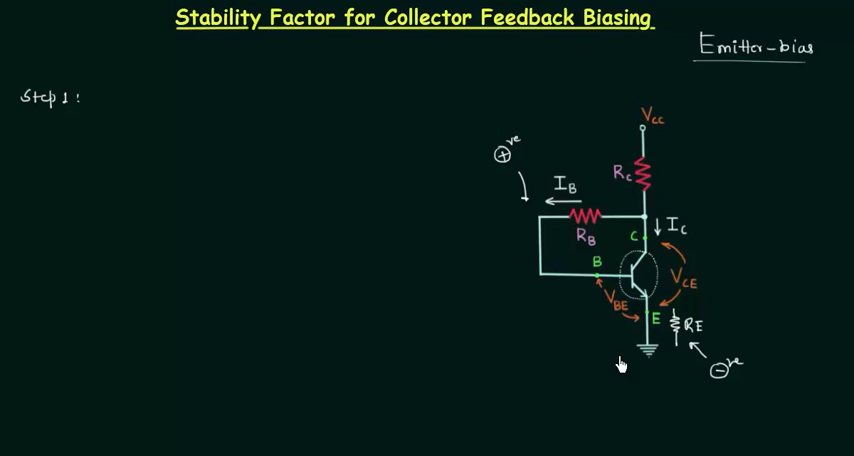 Stability Factor for Collector Feedback Biasing
Emitter-bias
Step 1:
VCC
⊕ve
RC
IB
IC
RB
C
B
VCE
VBE
E
RE
⊖ve